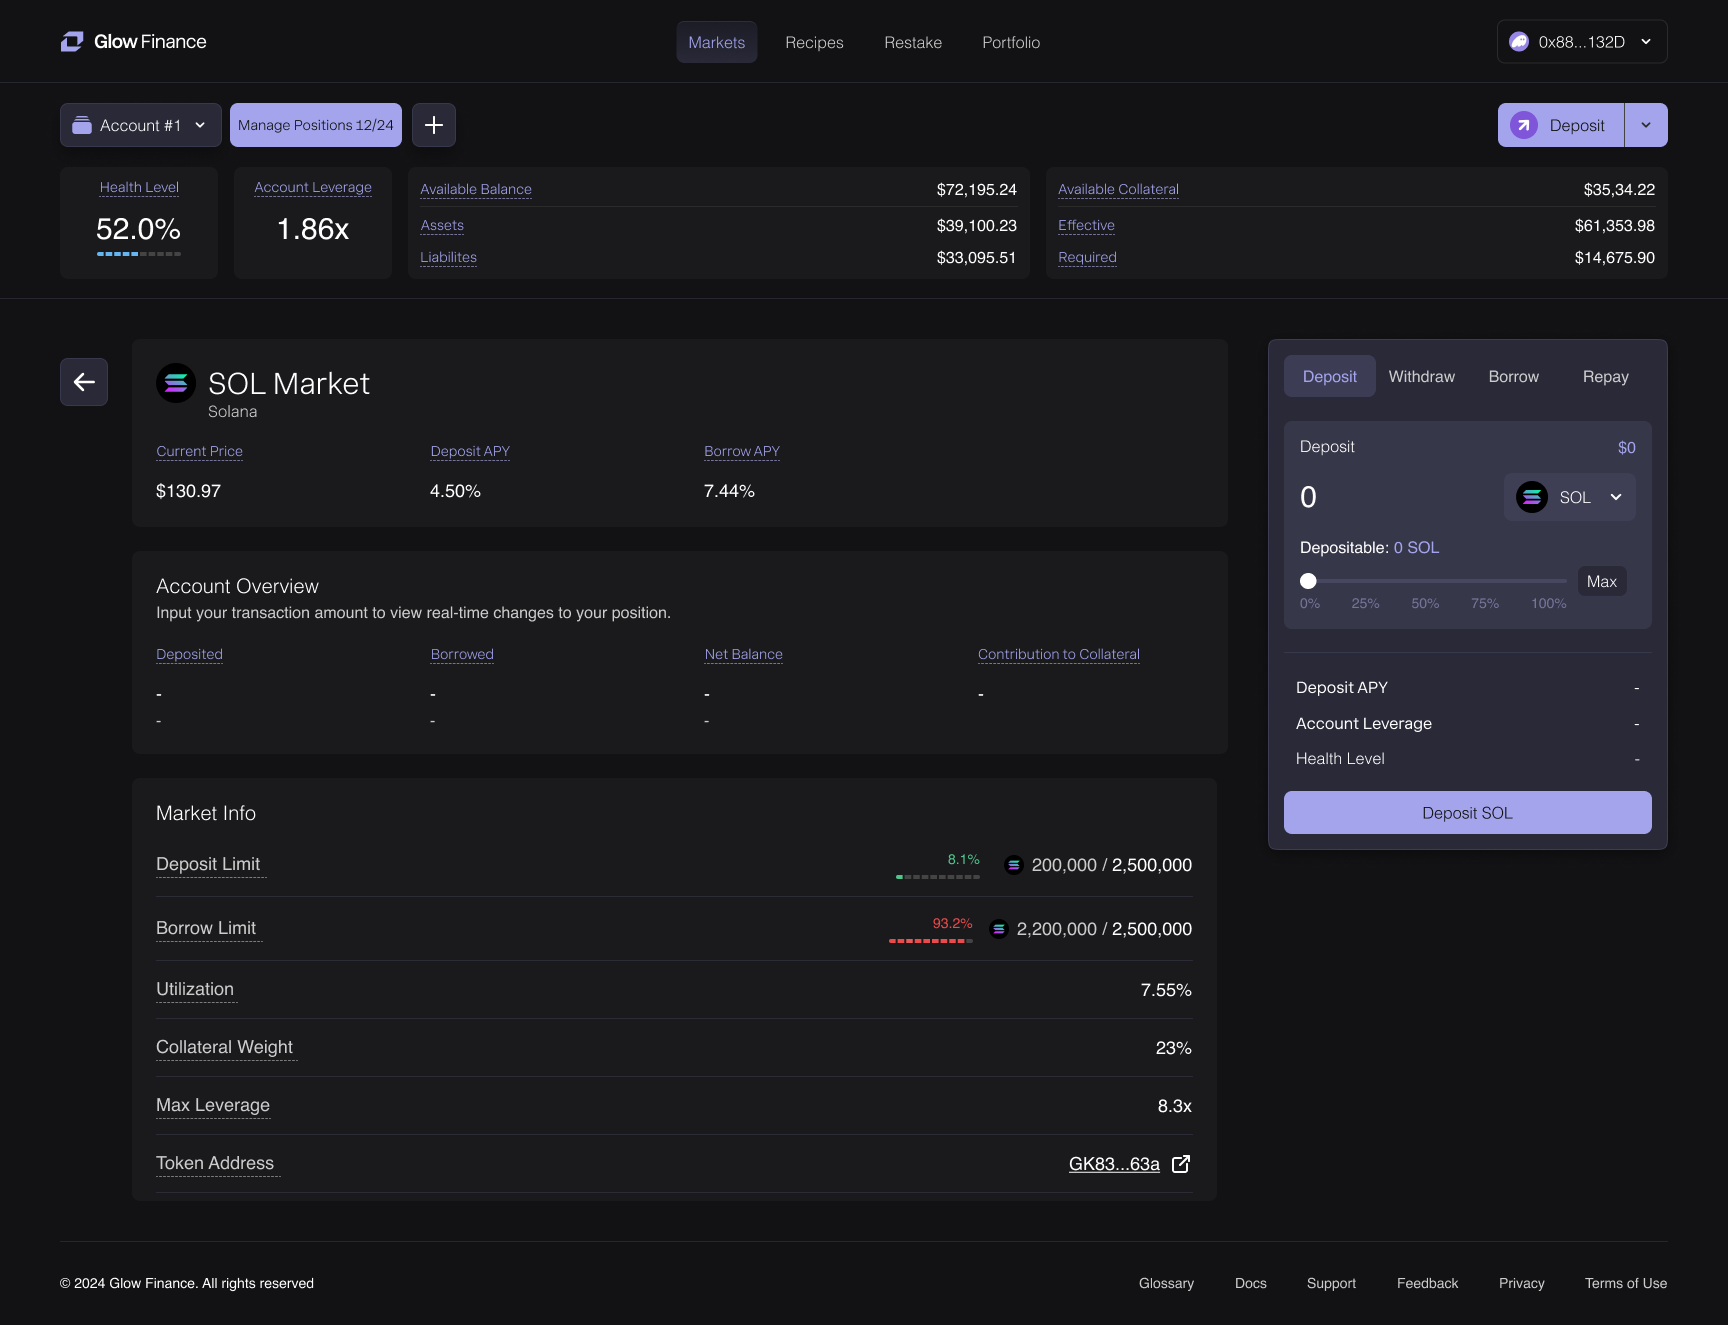 Glow Finance
Markets Recipes Restake Portfolio
0x88...132D
Account #1
Manage Positions 12/24
Deposit
Health Level
52.0%
Account Leverage
1.86x
Available Balance $72,195.24
Assets $39,100.23
Liabilites $33,095.51
Available Collateral $35,34.22
Effective $61,353.98
Required $14,675.90
SOL Market
Solana
Current Price Deposit APY Borrow APY
$130.97 4.50% 7.44%
Account Overview
Input your transaction amount to view real-time changes to your position.
Deposited Borrowed Net Balance Contribution to Collateral
- - - -
- - -
Market Info
Deposit Limit 8.1% 200,000 / 2,500,000
Borrow Limit 93.2% 2,200,000 / 2,500,000
Utilization 7.55%
Collateral Weight 23%
Max Leverage 8.3x
Token Address GK83...63a
Deposit Withdraw Borrow Repay
Deposit $0
0 SOL
Depositable: 0 SOL
Max
0% 25% 50% 75% 100%
Deposit APY -
Account Leverage -
Health Level -
Deposit SOL
© 2024 Glow Finance. All rights reserved
Glossary Docs Support Feedback Privacy Terms of Use